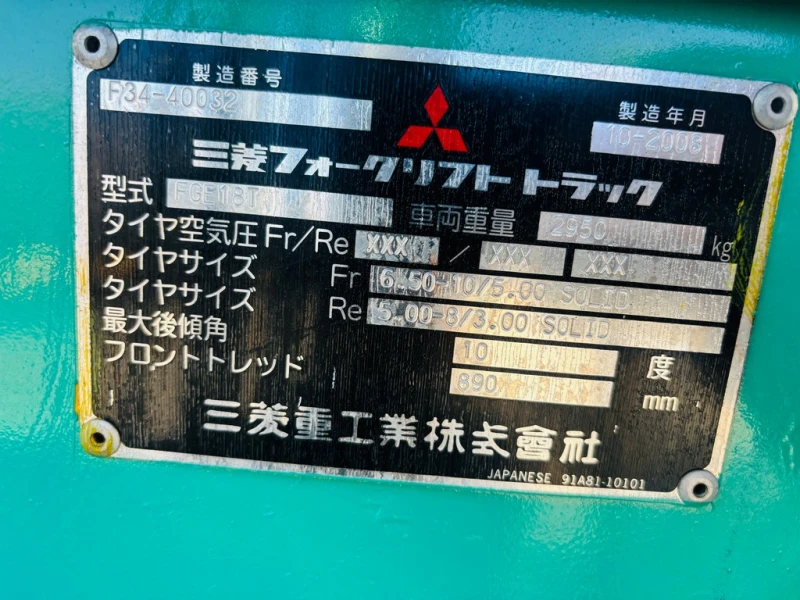 製造番号
F34-40032
製造年月
10-2003
三菱フォークリフトトラック
型式 FGE18T 車両重量 2950 kg
タイヤ空気圧 Fr/Re XXX / XXX XXX
タイヤサイズ Fr 6.50-10/5.00 SOLID
タイヤサイズ Re 5.00-8/3.00 SOLID
最大後傾角 10 度
フロントトレッド 890 mm
三菱重工業株式會社
JAPANESE 91A81-10101